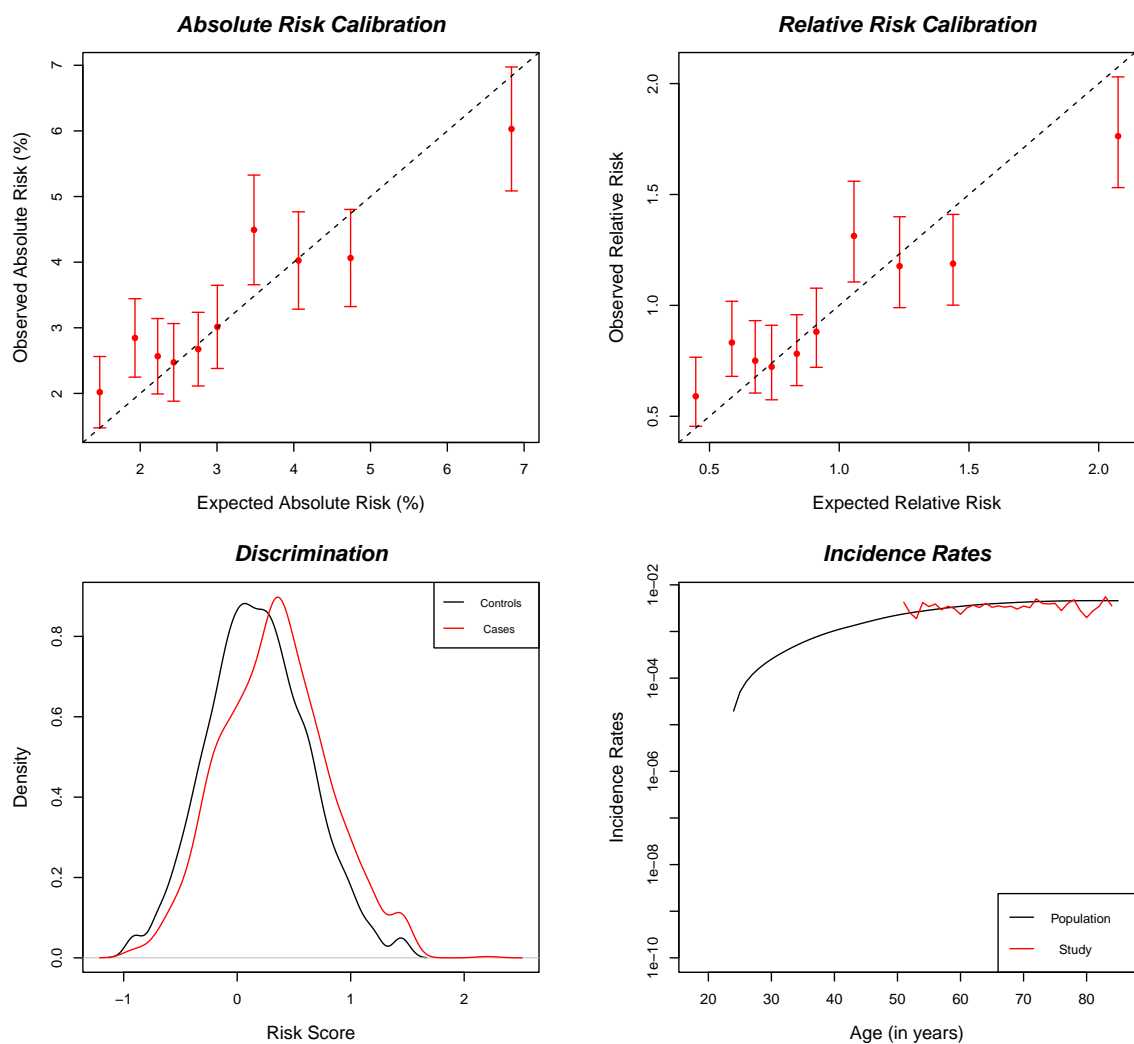 Absolute Risk Calibration
Observed Absolute Risk (%)
7
6
5
4
3
2
2 3 4 5 6 7
Expected Absolute Risk (%)
Relative Risk Calibration
Observed Relative Risk
2.0
1.5
1.0
0.5
0.5 1.0 1.5 2.0
Expected Relative Risk
Discrimination
Controls
Cases
Density
0.8
0.6
0.4
0.2
0.0
−1 0 1 2
Risk Score
Incidence Rates
Incidence Rates
1e−02
1e−04
1e−06
1e−08
1e−10
Population
Study
20 30 40 50 60 70 80
Age (in years)